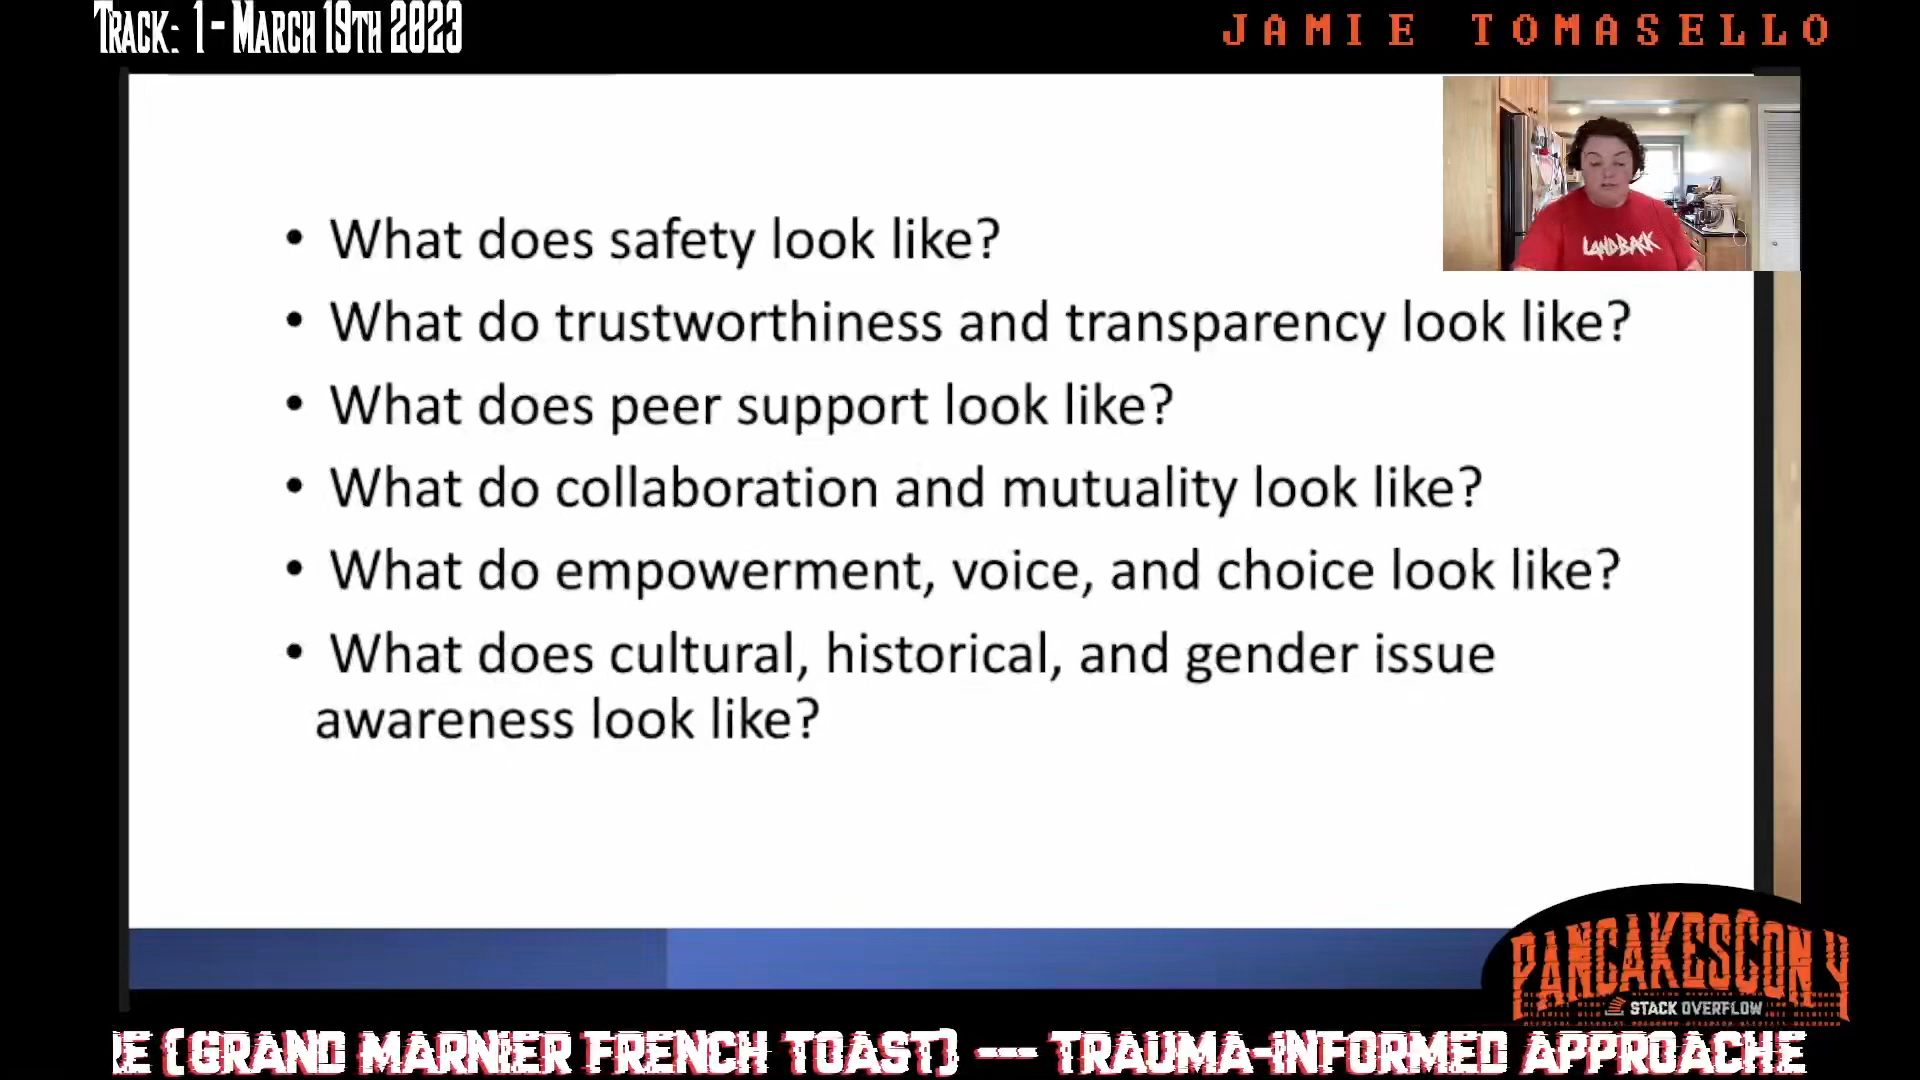 TRACK: 1 - MARCH 19TH 2023
JAMIE TOMASELLO
LANDBACK
• What does safety look like?
• What do trustworthiness and transparency look like?
• What does peer support look like?
• What do collaboration and mutuality look like?
• What do empowerment, voice, and choice look like?
• What does cultural, historical, and gender issue
awareness look like?
PANCAKESCON 4
STACK OVERFLOW
E (GRAND MARNIER FRENCH TOAST) --- TRAUMA-INFORMED APPROACHE